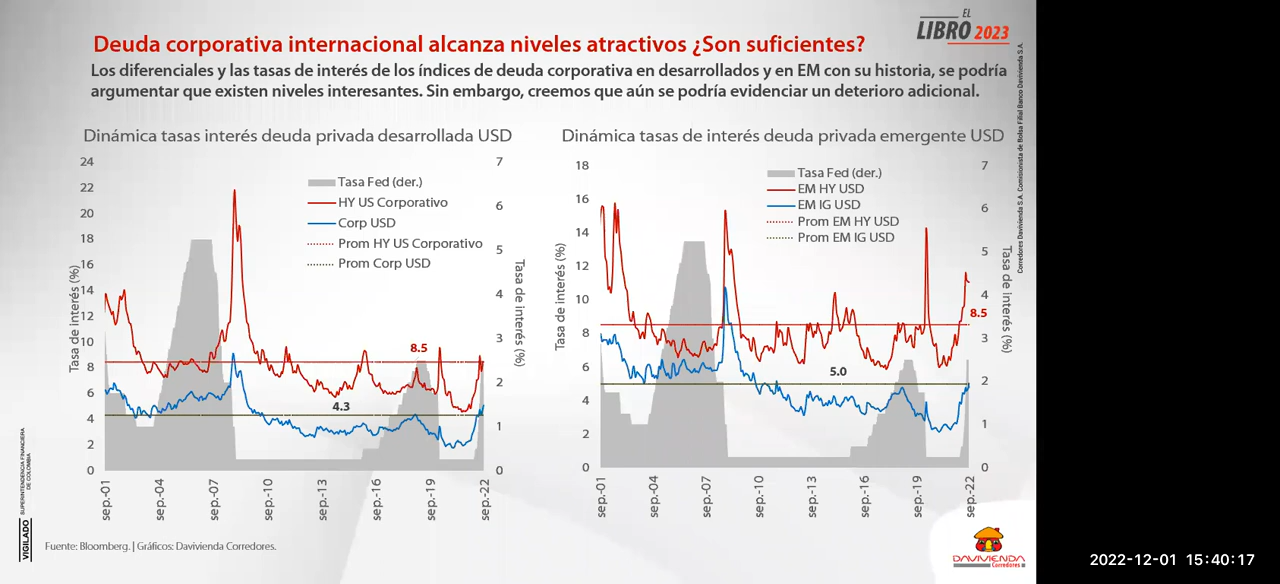 EL
LIBRO 2023
Deuda corporativa internacional alcanza niveles atractivos ¿Son suficientes?
Los diferenciales y las tasas de interés de los índices de deuda corporativa en desarrollados y en EM con su historia, se podría
argumentar que existen niveles interesantes. Sin embargo, creemos que aún se podría evidenciar un deterioro adicional.
Dinámica tasas interés deuda privada desarrollada USD
24
22
20
18
16
14
12
10
8
6
4
2
0
Tasa de interés (%)
7
6
5
4
3
2
1
0
Tasa de interés (%)
Tasa Fed (der.)
HY US Corporativo
Corp USD
Prom HY US Corporativo
Prom Corp USD
8.5
4.3
sep.-01
sep.-04
sep.-07
sep.-10
sep.-13
sep.-16
sep.-19
sep.-22
Dinámica tasas de interés deuda privada emergente USD
18
16
14
12
10
8
6
4
2
0
Tasa de interés (%)
7
6
5
4
3
2
1
0
Tasa de interés (%)
Tasa Fed (der.)
EM HY USD
EM IG USD
Prom EM HY USD
Prom EM IG USD
8.5
5.0
sep.-01
sep.-04
sep.-07
sep.-10
sep.-13
sep.-16
sep.-19
sep.-22
Corredores Davivienda S.A. Comisionista de Bolsa Filial Banco Davivienda S.A.
VIGILADO
SUPERINTENDENCIA FINANCIERA
DE COLOMBIA
Fuente: Bloomberg. | Gráficos: Davivienda Corredores.
DAVIVIENDA
Corredores
2022-12-01 15:40:17